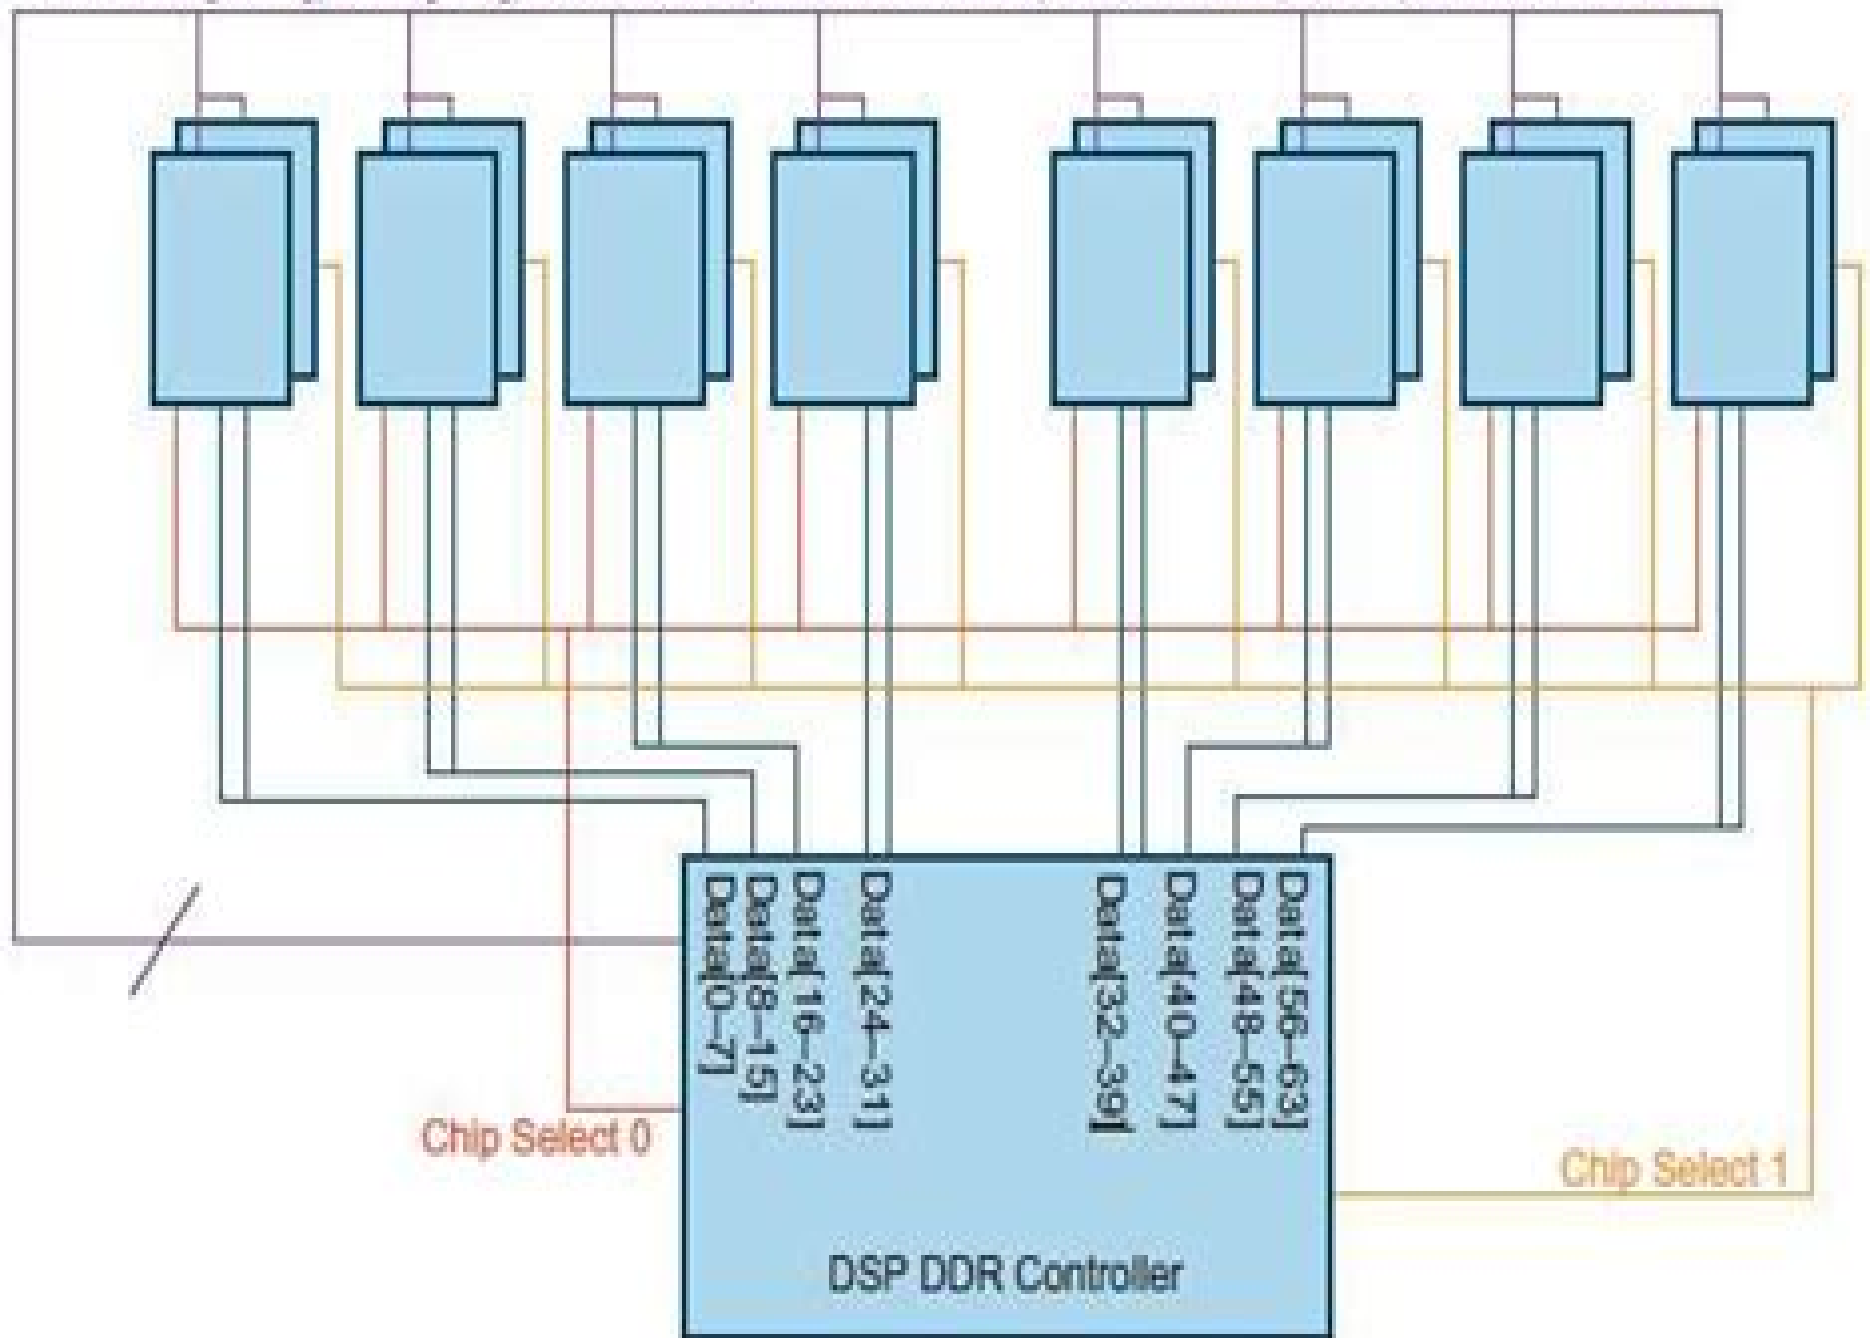 Data[0–7]
Data[8–15]
Data[16–23]
Data[24–31]
Data[32–39]
Data[40–47]
Data[48–55]
Data[56–63]
Chip Select 0
Chip Select 1
DSP DDR Controller